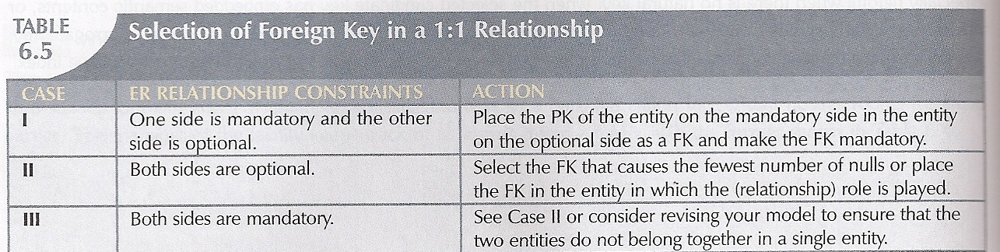 TABLE
6.5
Selection of Foreign Key in a 1:1 Relationship
CASE ER RELATIONSHIP CONSTRAINTS ACTION
I One side is mandatory and the other Place the PK of the entity on the mandatory side in the entity
side is optional. on the optional side as a FK and make the FK mandatory.
II Both sides are optional. Select the FK that causes the fewest number of nulls or place
the FK in the entity in which the (relationship) role is played.
III Both sides are mandatory. See Case II or consider revising your model to ensure that the
two entities do not belong together in a single entity.